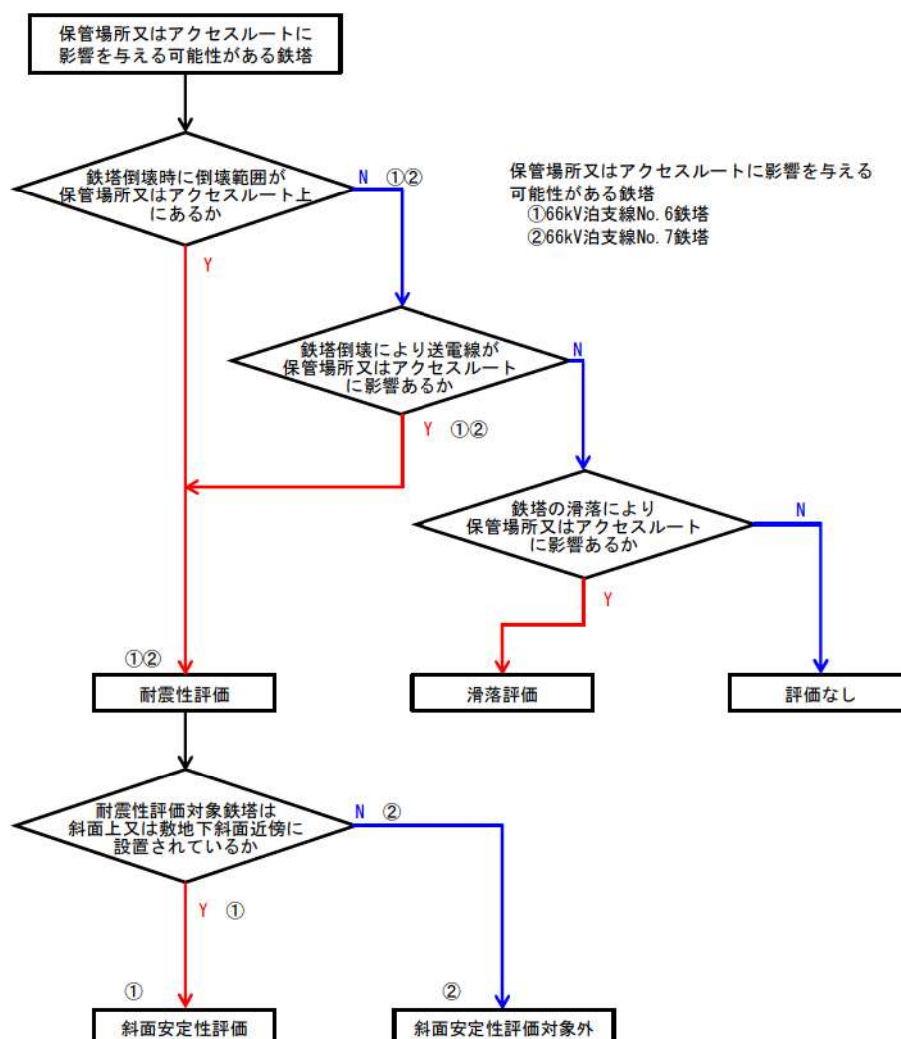 保管場所又はアクセスルートに
影響を与える可能性がある鉄塔
鉄塔倒壊時に倒壊範囲が
保管場所又はアクセスルート上
にあるか
N ①②
Y
保管場所又はアクセスルートに影響を与える
可能性がある鉄塔
①66kV泊支線No.6鉄塔
②66kV泊支線No.7鉄塔
鉄塔倒壊により送電線が
保管場所又はアクセスルート
に影響あるか
N
Y ①②
鉄塔の滑落により
保管場所又はアクセスルート
に影響あるか
N
Y
①②
耐震性評価
滑落評価
評価なし
耐震性評価対象鉄塔は
斜面上又は敷地下斜面近傍に
設置されているか
N ②
Y ①
①
斜面安定性評価
②
斜面安定性評価対象外